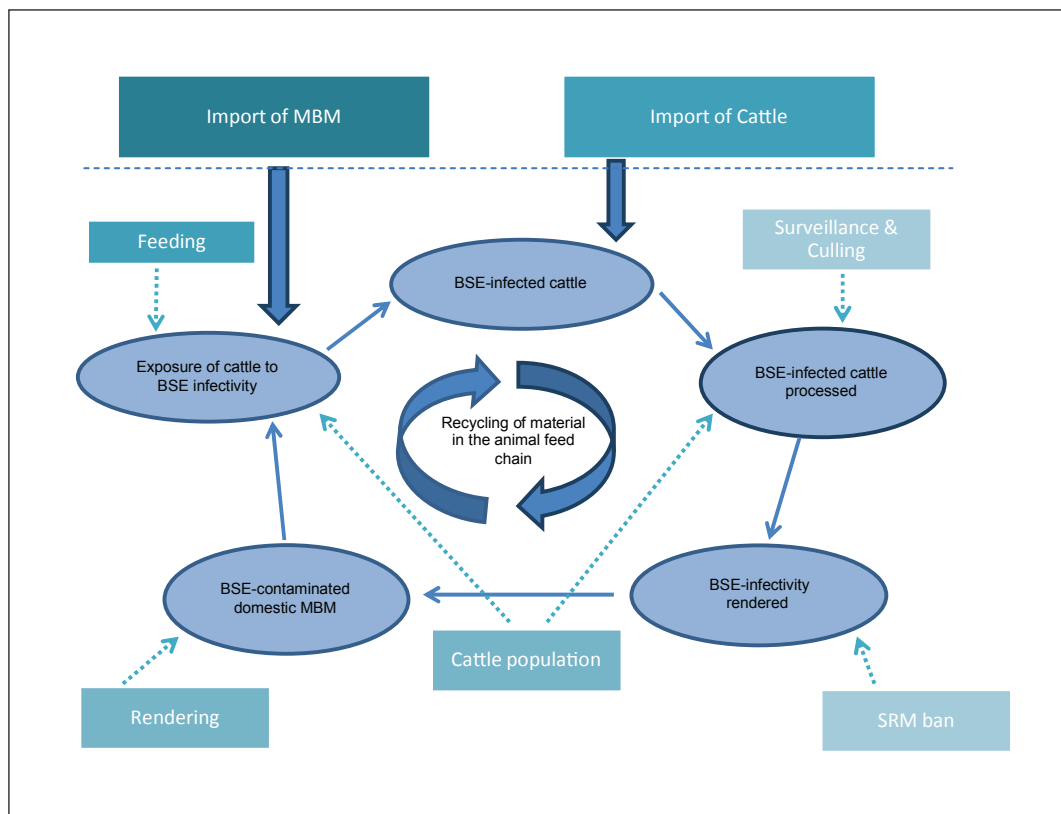 Import of MBM
Import of Cattle
Feeding
Surveillance &
Culling
BSE-infected cattle
Exposure of cattle to
BSE infectivity
BSE-infected cattle
processed
Recycling of material
in the animal feed
chain
BSE-contaminated
domestic MBM
BSE-infectivity
rendered
Cattle population
Rendering
SRM ban